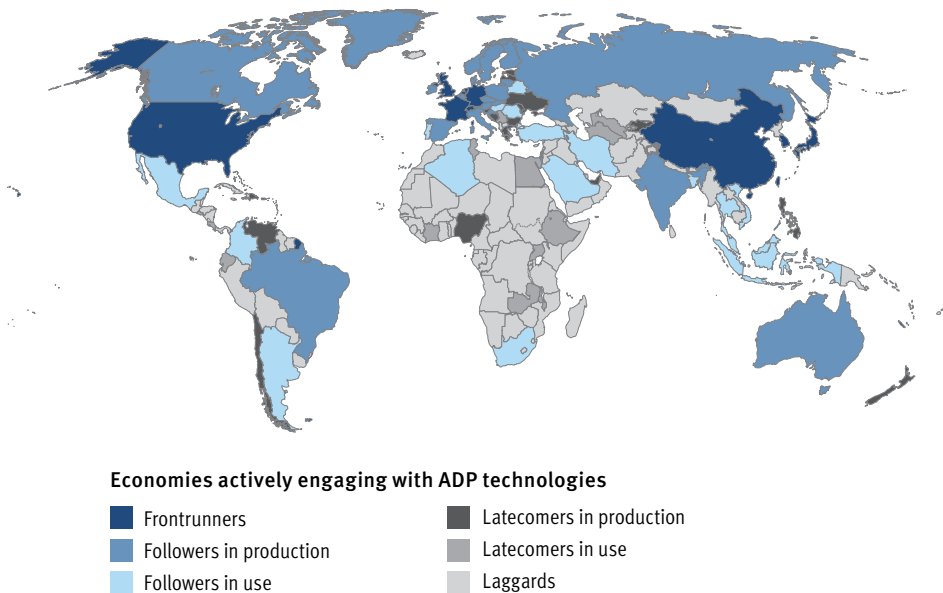 Economies actively engaging with ADP technologies
Frontrunners
Followers in production
Followers in use
Latecomers in production
Latecomers in use
Laggards